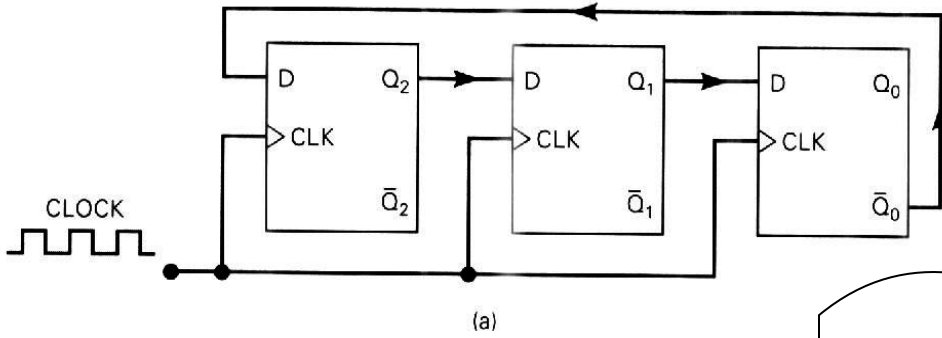 D Q₂ D Q₁ D Q₀
CLK CLK CLK
Q̄₂ Q̄₁ Q̄₀
CLOCK
(a)